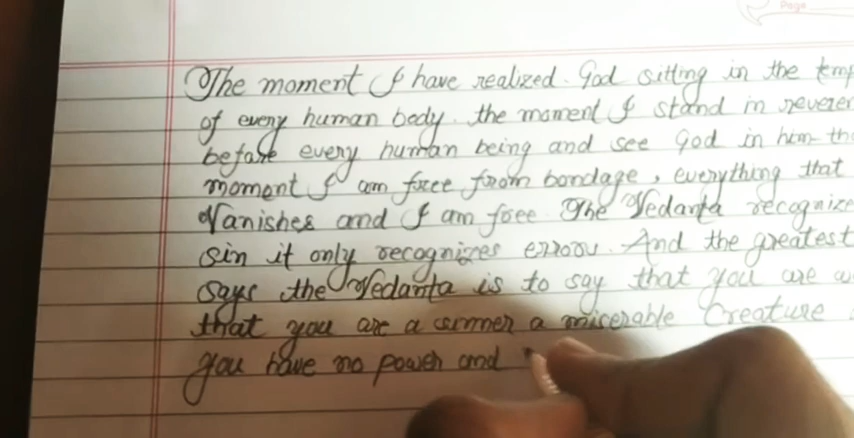 Page
The moment I have realized. God sitting in the temp
of every human body. the moment I stand in reveren
before every human being and see God in him th
moment I am free from bondage, everything that
Vanishes and I am free The Vedanta recognize
sin it only recognizes error. And the greatest
says the Vedanta is to say that you are w
that you are a sinner a miserable Creature
you have no power and